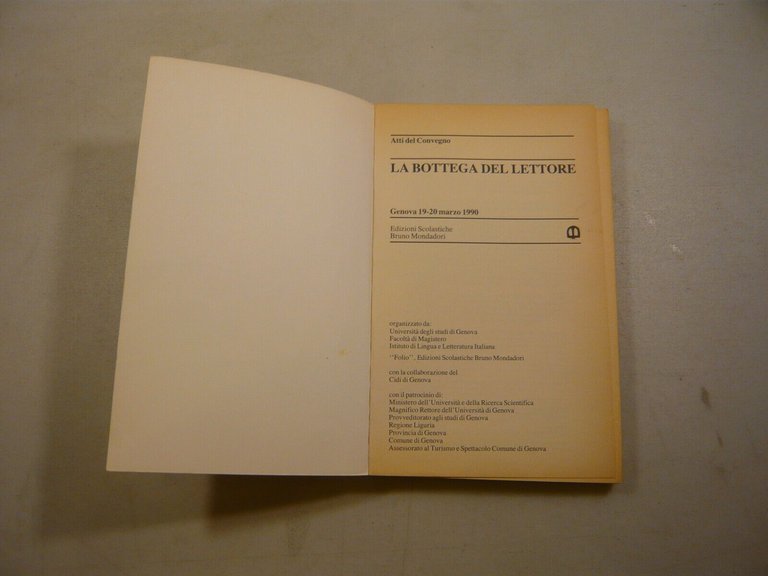 Atti del Convegno
LA BOTTEGA DEL LETTORE
Genova 19-20 marzo 1990
Edizioni Scolastiche
Bruno Mondadori
organizzato da:
Università degli studi di Genova
Facoltà di Magistero
Istituto di Lingua e Letteratura Italiana
"Folio", Edizioni Scolastiche Bruno Mondadori
con la collaborazione del
Cidi di Genova
con il patrocinio di:
Ministero dell'Università e della Ricerca Scientifica
Magnifico Rettore dell'Università di Genova
Provveditorato agli studi di Genova
Regione Liguria
Provincia di Genova
Comune di Genova
Assessorato al Turismo e Spettacolo Comune di Genova